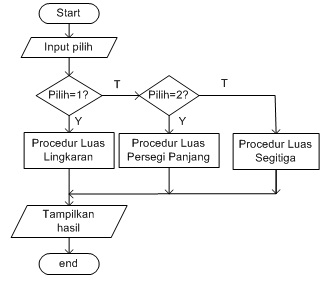 Start
Input pilih
Pilih=1?
T
Pilih=2?
T
Y
Y
Procedur Luas
Lingkaran
Procedur Luas
Persegi Panjang
Procedur Luas
Segitiga
Tampilkan
hasil
end